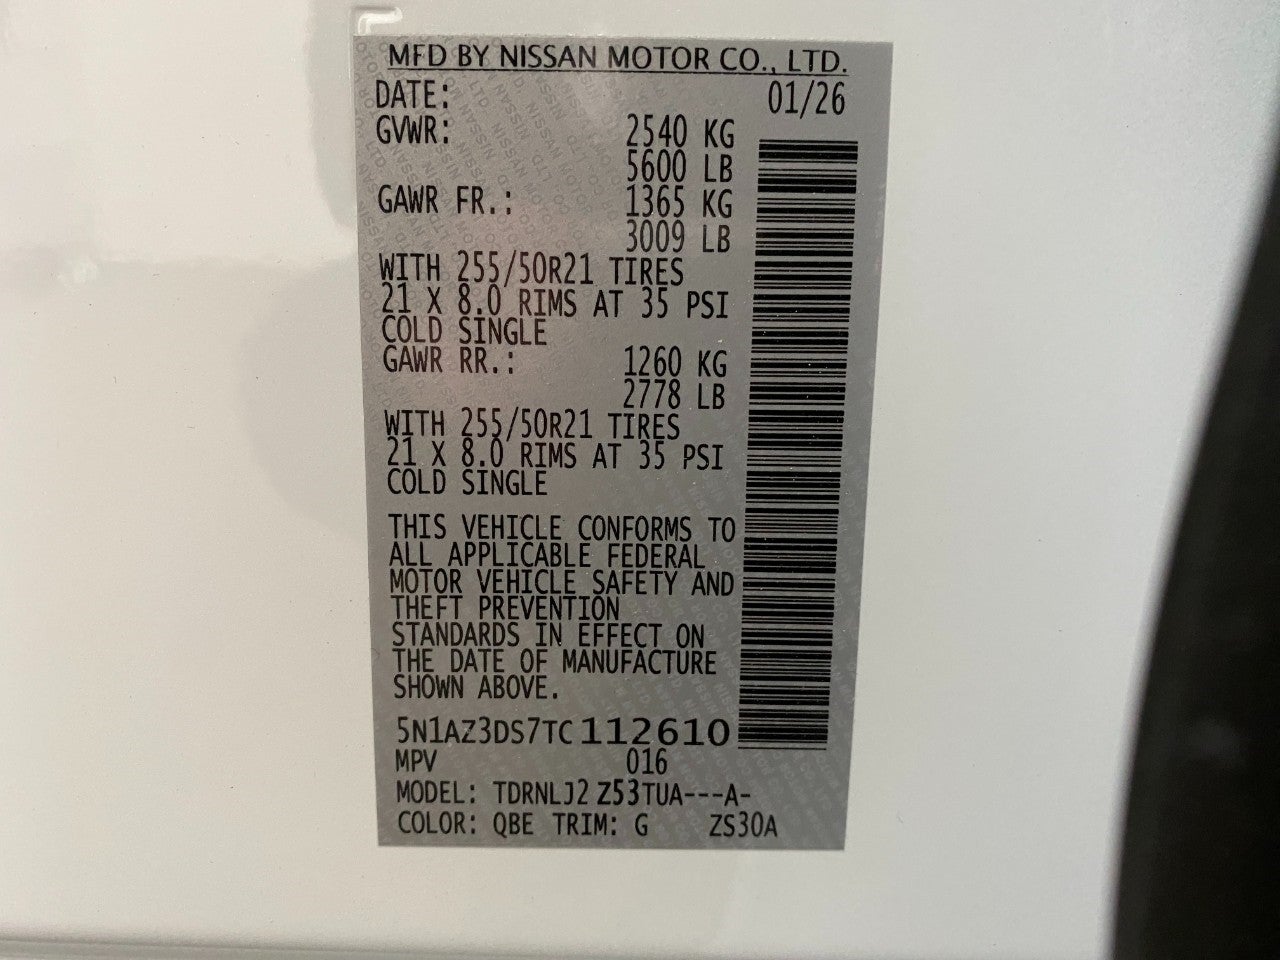 MFD BY NISSAN MOTOR CO., LTD.
DATE: 01/26
GVWR: 2540 KG
5600 LB
GAWR FR.: 1365 KG
3009 LB
WITH 255/50R21 TIRES
21 X 8.0 RIMS AT 35 PSI
COLD SINGLE
GAWR RR.: 1260 KG
2778 LB
WITH 255/50R21 TIRES
21 X 8.0 RIMS AT 35 PSI
COLD SINGLE
THIS VEHICLE CONFORMS TO
ALL APPLICABLE FEDERAL
MOTOR VEHICLE SAFETY AND
THEFT PREVENTION
STANDARDS IN EFFECT ON
THE DATE OF MANUFACTURE
SHOWN ABOVE.
5N1AZ3DS7TC112610
MPV 016
MODEL: TDRNLJ2 Z53TUA---A-
COLOR: QBE TRIM: G ZS30A